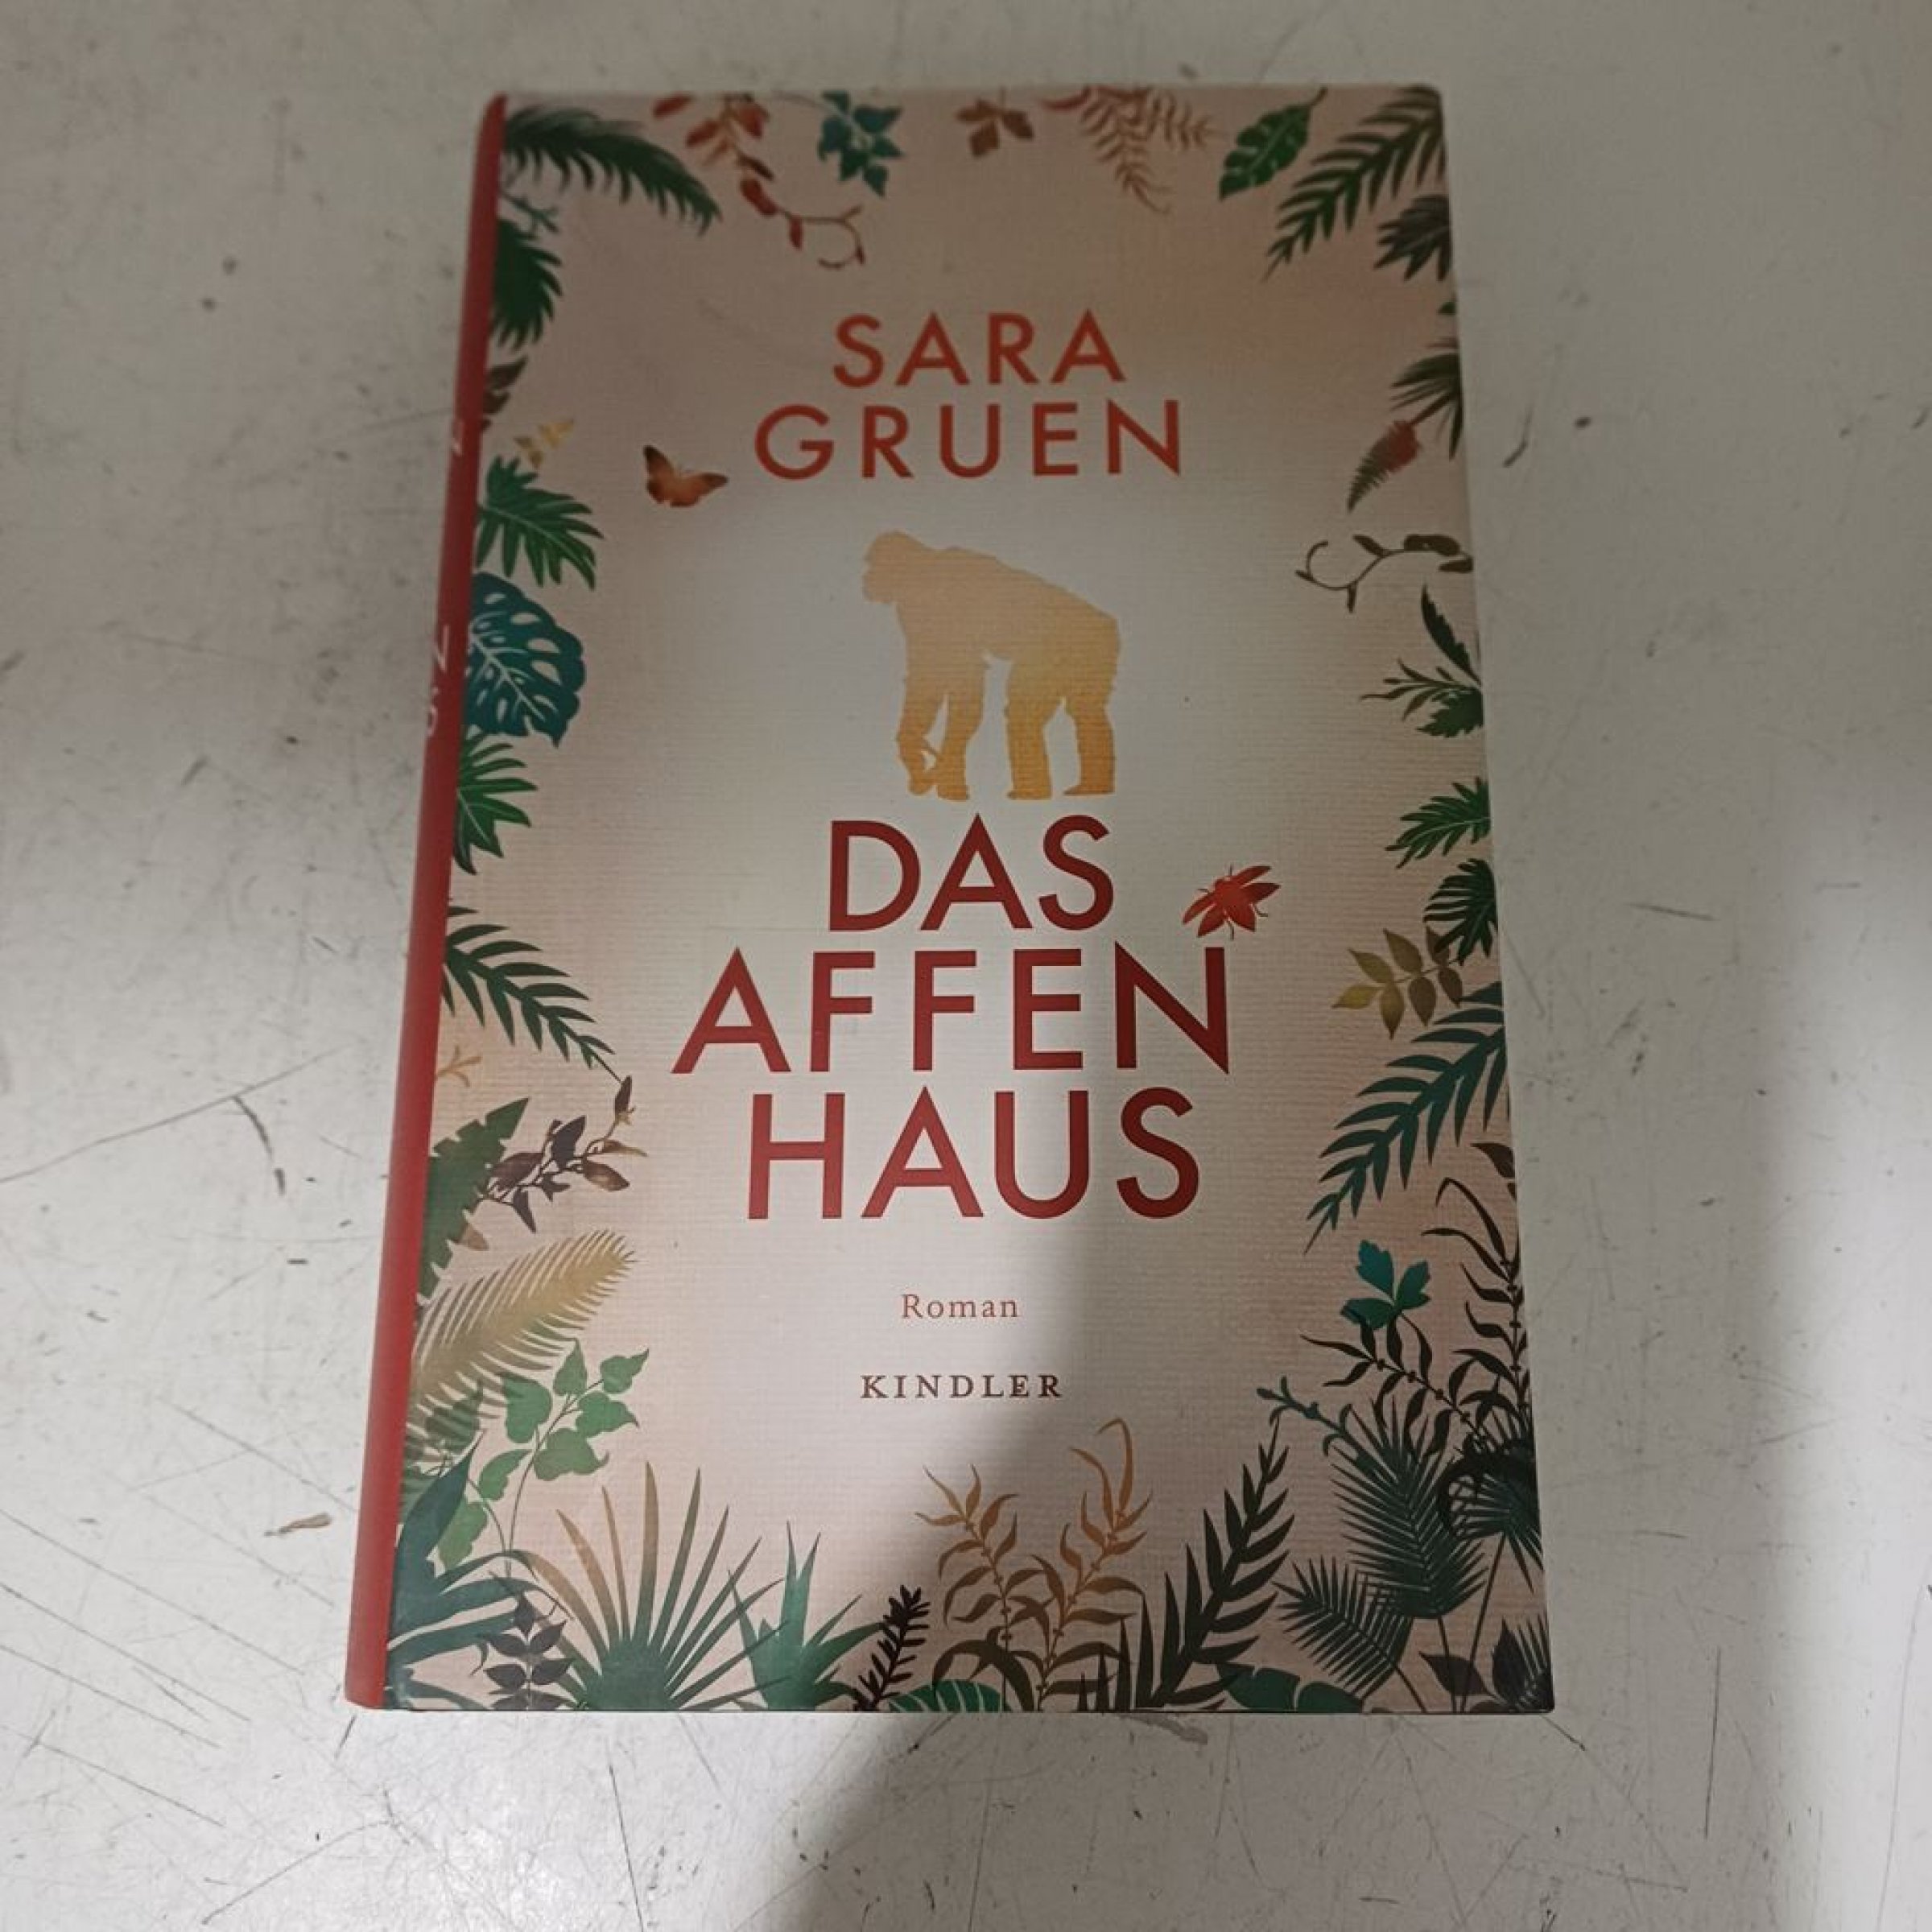 SARA
GRUEN
DAS
AFFEN
HAUS
Roman
KINDLER